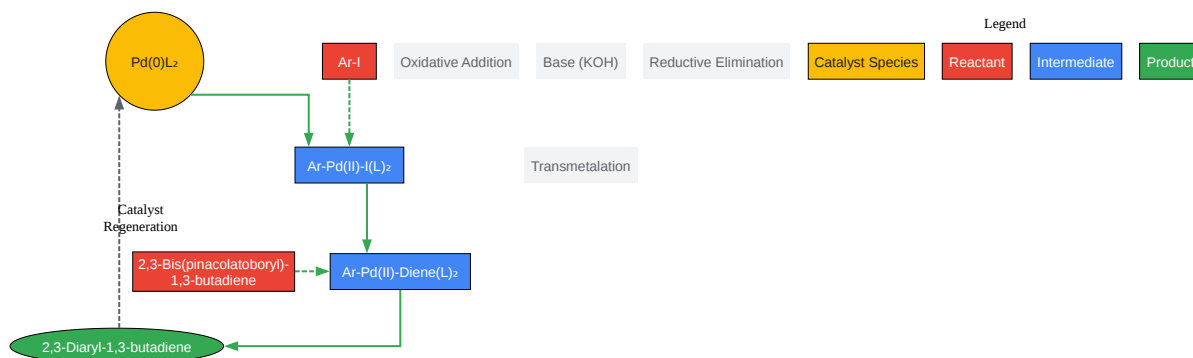 Legend
Pd(0)L₂
Ar-I
Oxidative Addition
Base (KOH)
Reductive Elimination
Catalyst Species
Reactant
Intermediate
Product
Ar-Pd(II)-I(L)₂
Transmetalation
Catalyst
Regeneration
2,3-Bis(pinacolatoboryl)-
1,3-butadiene
Ar-Pd(II)-Diene(L)₂
2,3-Diaryl-1,3-butadiene